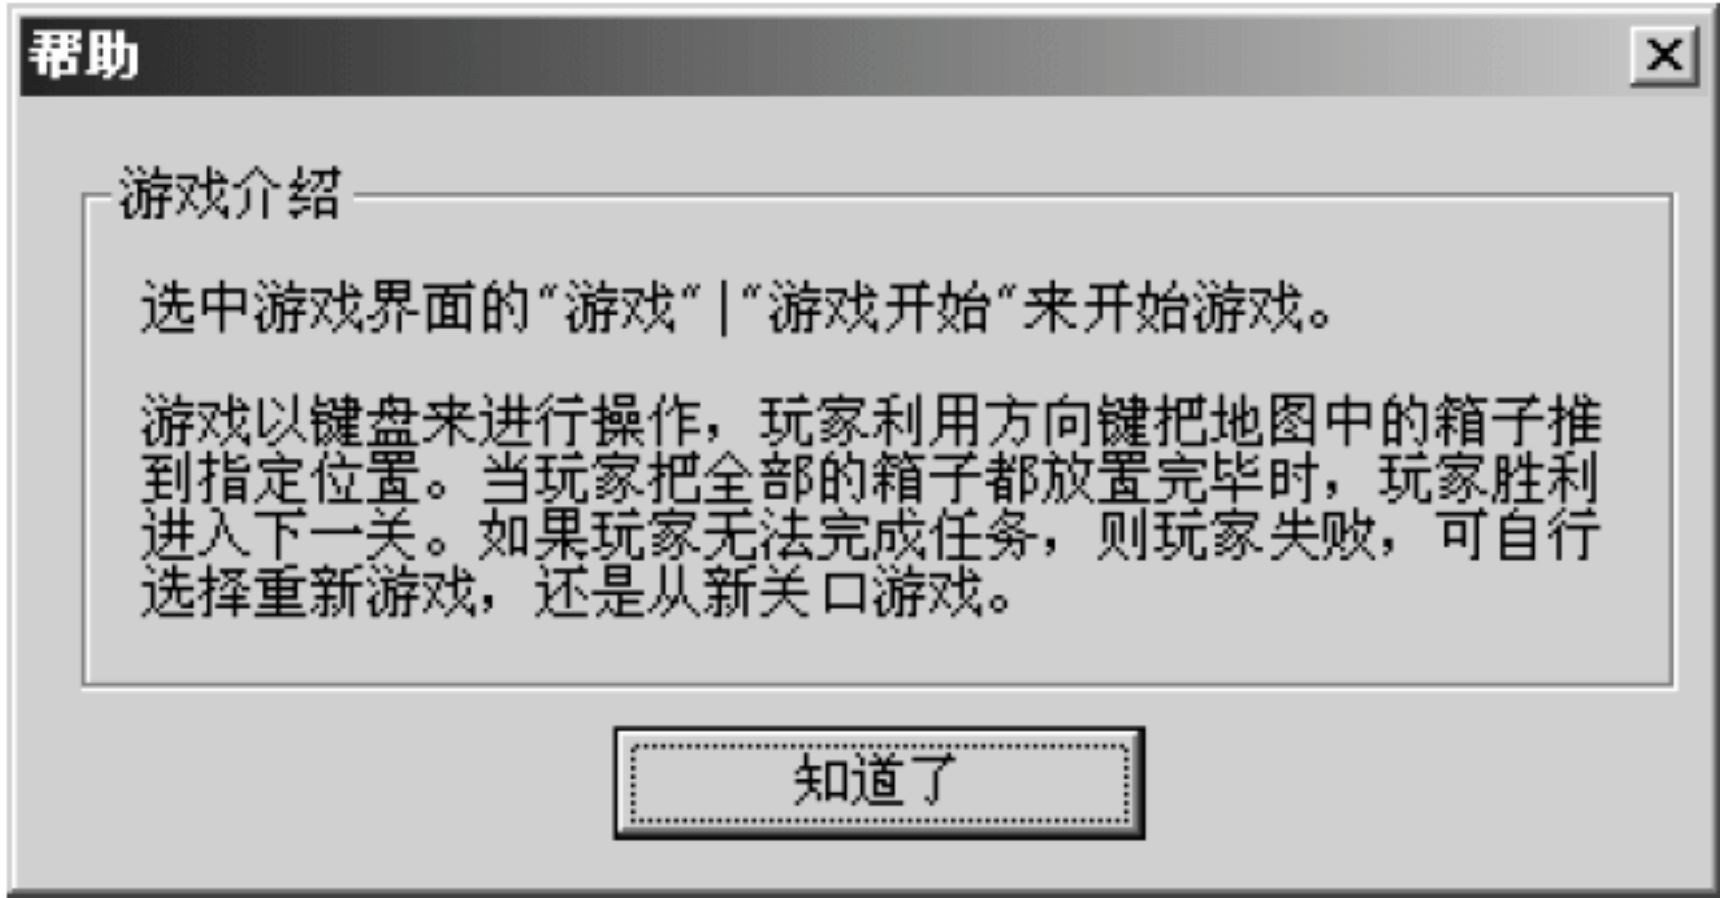 帮助
游戏介绍
选中游戏界面的"游戏"|"游戏开始"来开始游戏。
游戏以键盘来进行操作，玩家利用方向键把地图中的箱子推
到指定位置。当玩家把全部的箱子都放置完毕时，玩家胜利
进入下一关。如果玩家无法完成任务，则玩家失败，可自行
选择重新游戏，还是从新关口游戏。
知道了